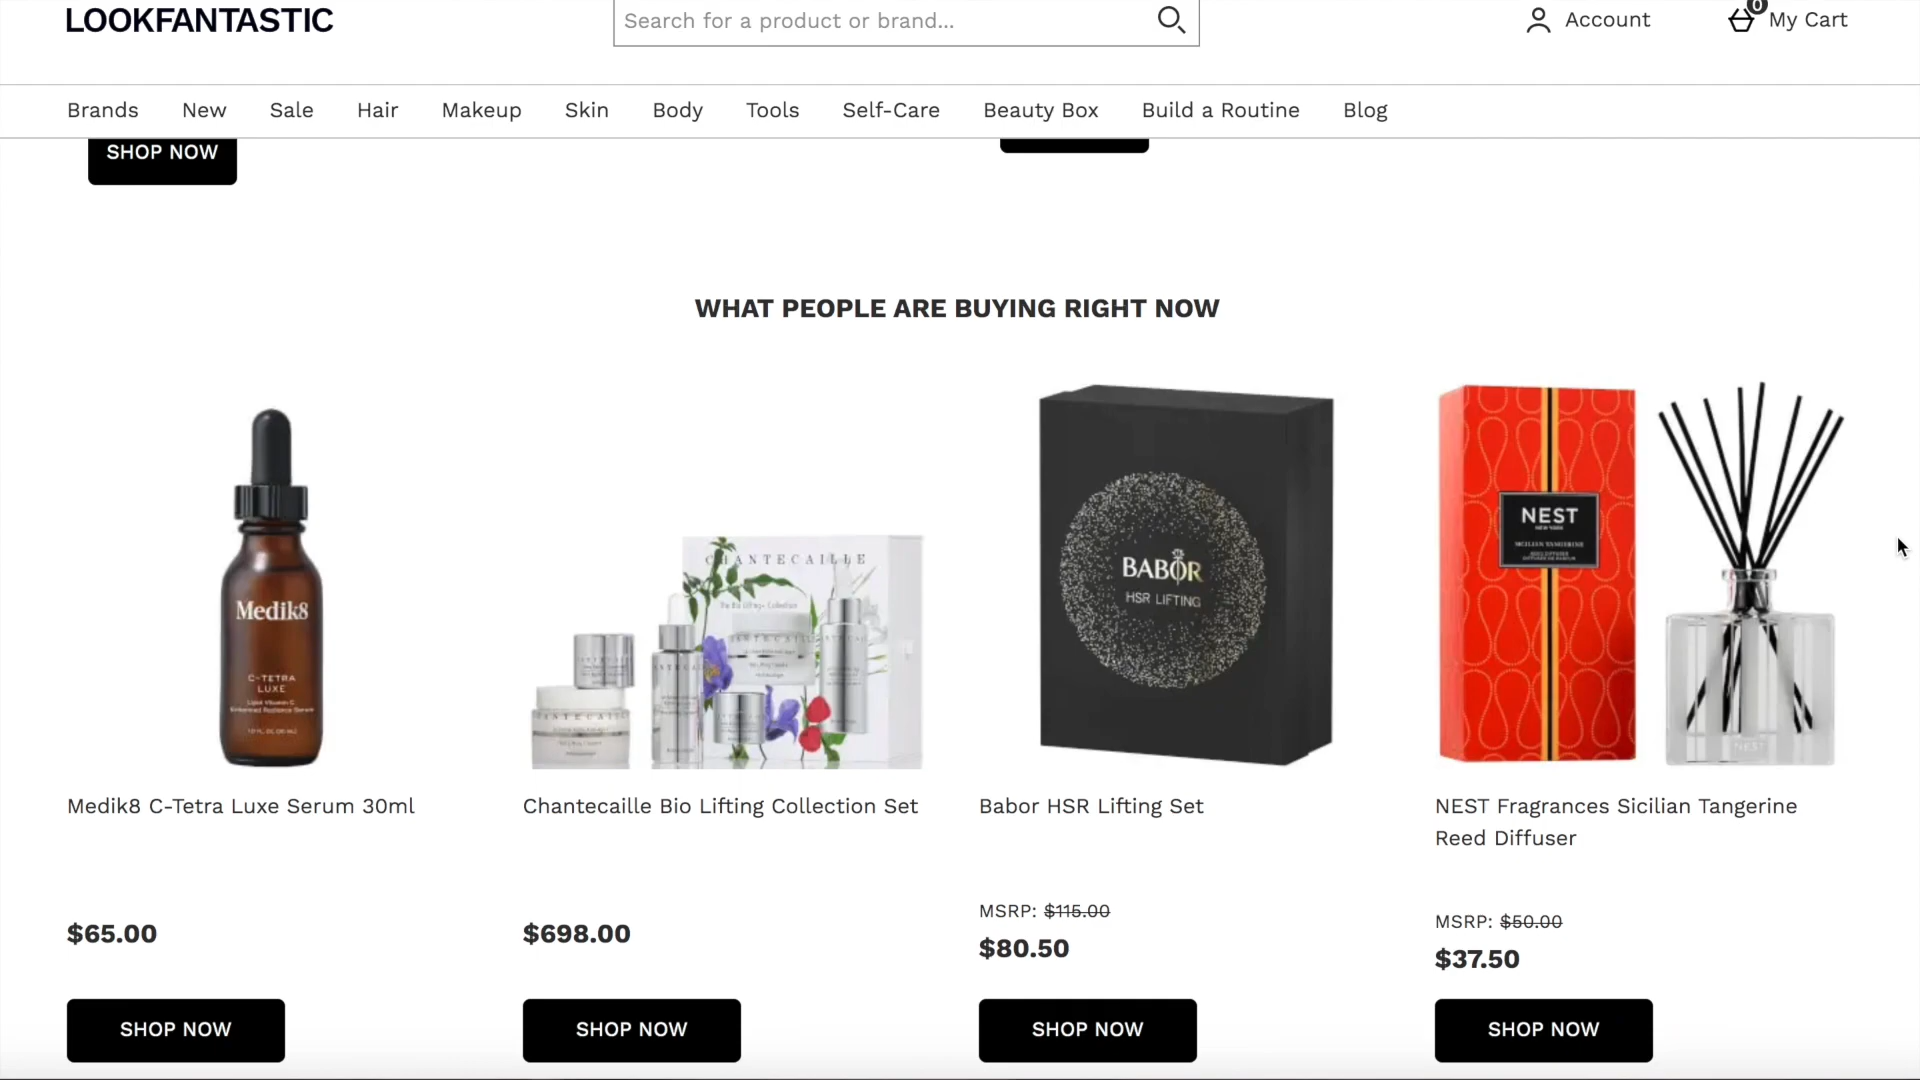 LOOKFANTASTIC
Search for a product or brand...
Account
0
My Cart
Brands
New
Sale
Hair
Makeup
Skin
Body
Tools
Self-Care
Beauty Box
Build a Routine
Blog
SHOP NOW
WHAT PEOPLE ARE BUYING RIGHT NOW
Medik8
C-TETRA
LUXE
CHANTECAILLE
BABOR
HSR LIFTING
NEST
NEW YORK
SICILIAN TANGERINE
Medik8 C-Tetra Luxe Serum 30ml
Chantecaille Bio Lifting Collection Set
Babor HSR Lifting Set
NEST Fragrances Sicilian Tangerine
Reed Diffuser
$65.00
$698.00
MSRP: $115.00
$80.50
MSRP: $50.00
$37.50
SHOP NOW
SHOP NOW
SHOP NOW
SHOP NOW